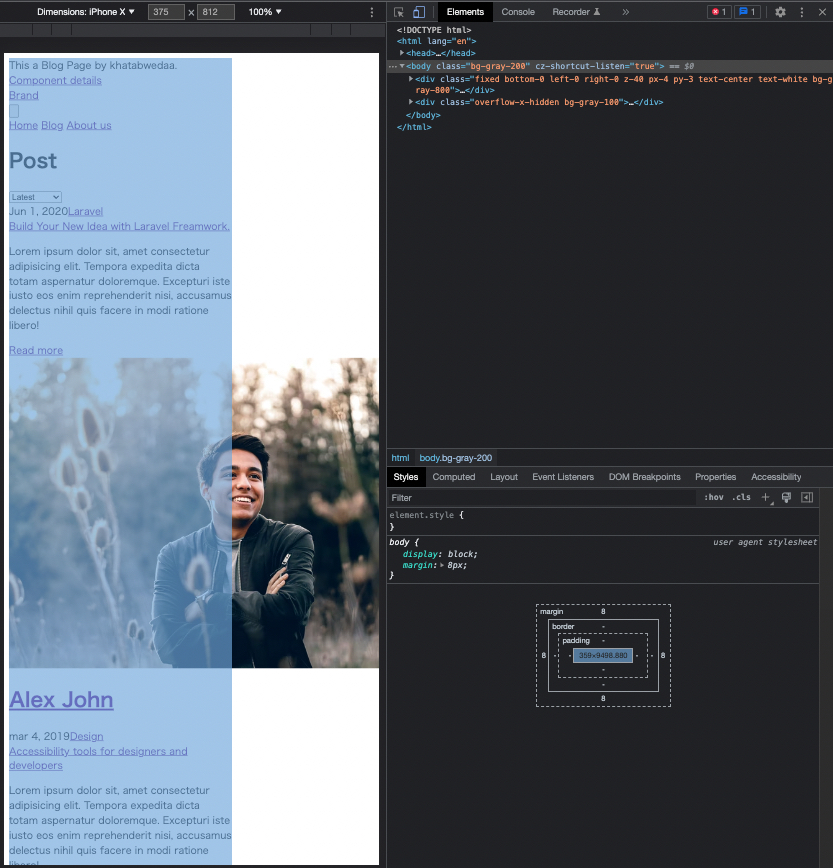 Dimensions: iPhone X ▼ 375 × 812 100% ▼
Elements Console Recorder » 1 1
This a Blog Page by khatabwedaa.
Component details
Brand
Home Blog About us
Post
Latest
Jun 1, 2020Laravel
Build Your New Idea with Laravel Freamwork.
Lorem ipsum dolor sit, amet consectetur
adipisicing elit. Tempora expedita dicta
totam aspernatur doloremque. Excepturi iste
iusto eos enim reprehenderit nisi, accusamus
delectus nihil quis facere in modi ratione
libero!
Read more
Alex John
mar 4, 2019Design
Accessibility tools for designers and
developers
Lorem ipsum dolor sit, amet consectetur
adipisicing elit. Tempora expedita dicta
totam aspernatur doloremque. Excepturi iste
iusto eos enim reprehenderit nisi, accusamus
delectus nihil quis facere in modi ratione
libero!
<!DOCTYPE html>
<html lang="en">
▶<head>…</head>
…▼<body class="bg-gray-200" cz-shortcut-listen="true"> == $0
▶<div class="fixed bottom-0 left-0 right-0 z-40 px-4 py-3 text-center text-white bg-g
ray-800">…</div>
▶<div class="overflow-x-hidden bg-gray-100">…</div>
</body>
</html>
html body.bg-gray-200
Styles Computed Layout Event Listeners DOM Breakpoints Properties Accessibility
Filter :hov .cls +
element.style {
}
body { user agent stylesheet
display: block;
margin:▶ 8px;
}
margin 8
border -
padding -
8 - - 359×9498.880 - - 8
-
-
8